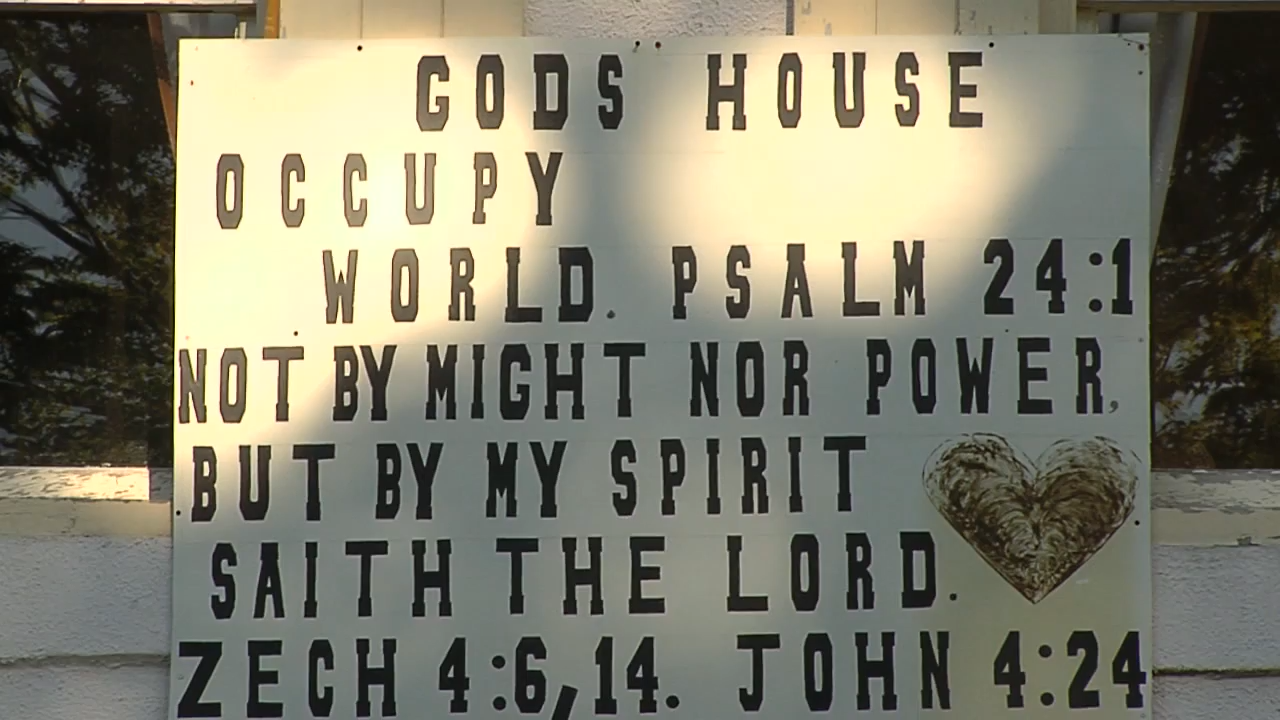 GODS HOUSE
OCCUPY
WORLD. PSALM 24:1
NOT BY MIGHT NOR POWER,
BUT BY MY SPIRIT
SAITH THE LORD.
ZECH 4:6,14. JOHN 4:24